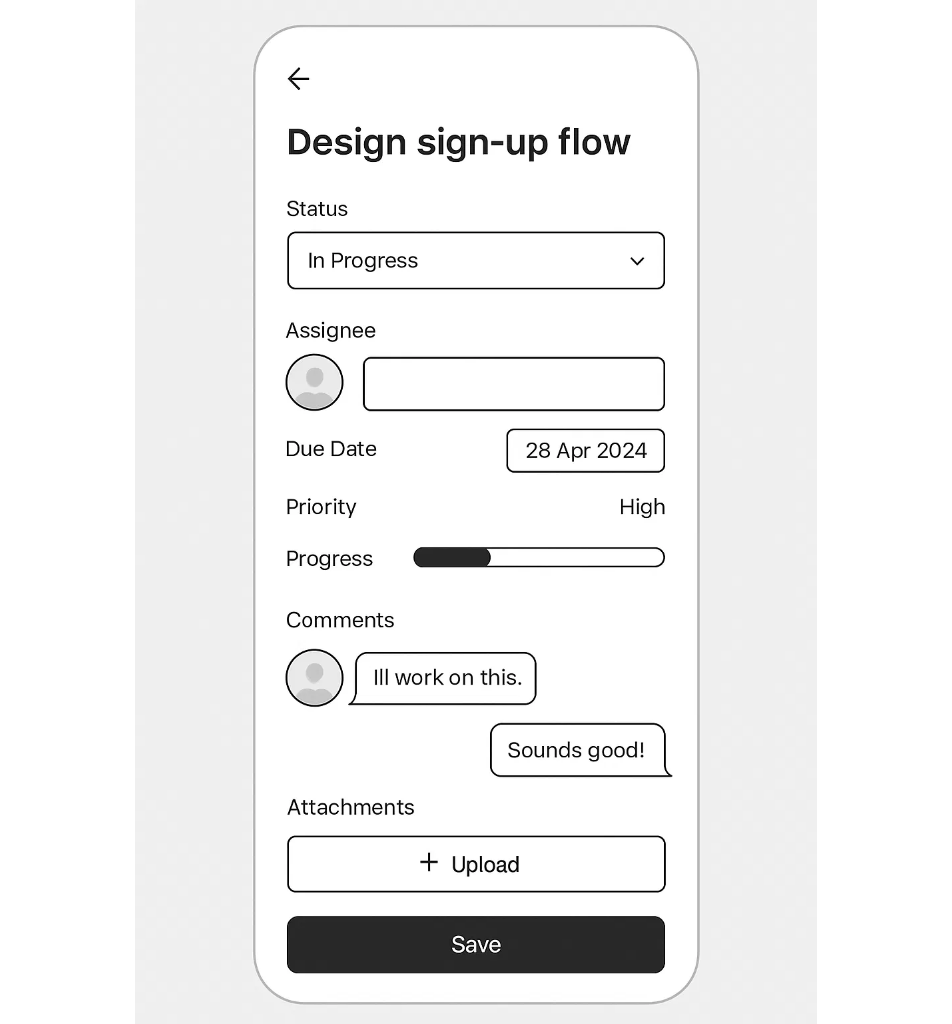 Design sign-up flow
Status
In Progress
Assignee
Due Date 28 Apr 2024
Priority High
Progress
Comments
Ill work on this.
Sounds good!
Attachments
+ Upload
Save